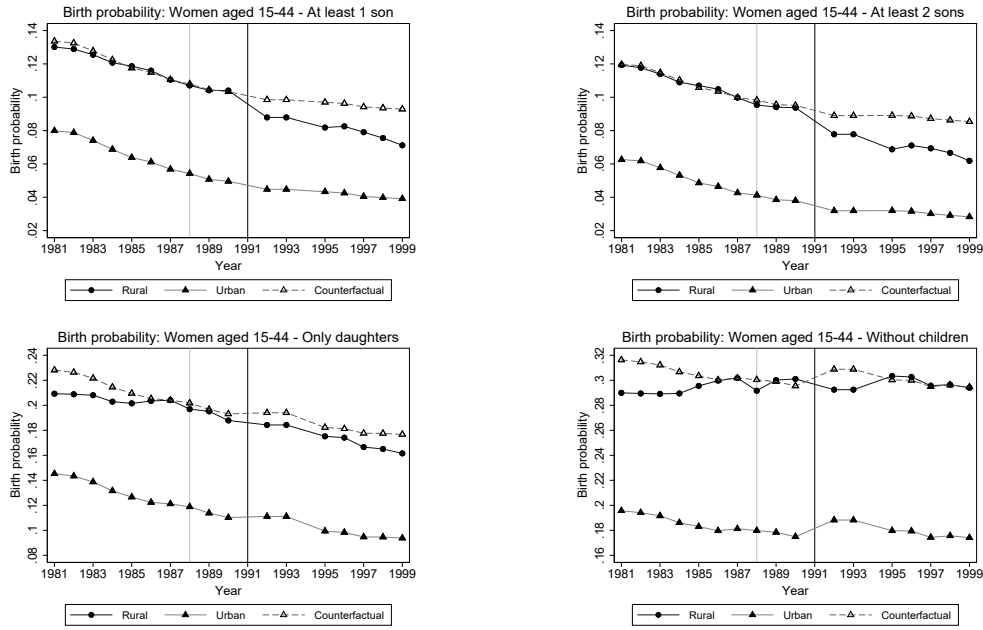 Birth probability: Women aged 15-44 - At least 1 son
Birth probability
.14
.12
.1
.08
.06
.04
.02
1981 1983 1985 1987 1989 1991 1993 1995 1997 1999
Year
Rural Urban Counterfactual
Birth probability: Women aged 15-44 - At least 2 sons
Birth probability
.14
.12
.1
.08
.06
.04
.02
1981 1983 1985 1987 1989 1991 1993 1995 1997 1999
Year
Rural Urban Counterfactual
Birth probability: Women aged 15-44 - Only daughters
Birth probability
.24
.22
.2
.18
.16
.14
.12
.1
.08
1981 1983 1985 1987 1989 1991 1993 1995 1997 1999
Year
Rural Urban Counterfactual
Birth probability: Women aged 15-44 - Without children
Birth probability
.32
.3
.28
.26
.24
.22
.2
.18
.16
1981 1983 1985 1987 1989 1991 1993 1995 1997 1999
Year
Rural Urban Counterfactual